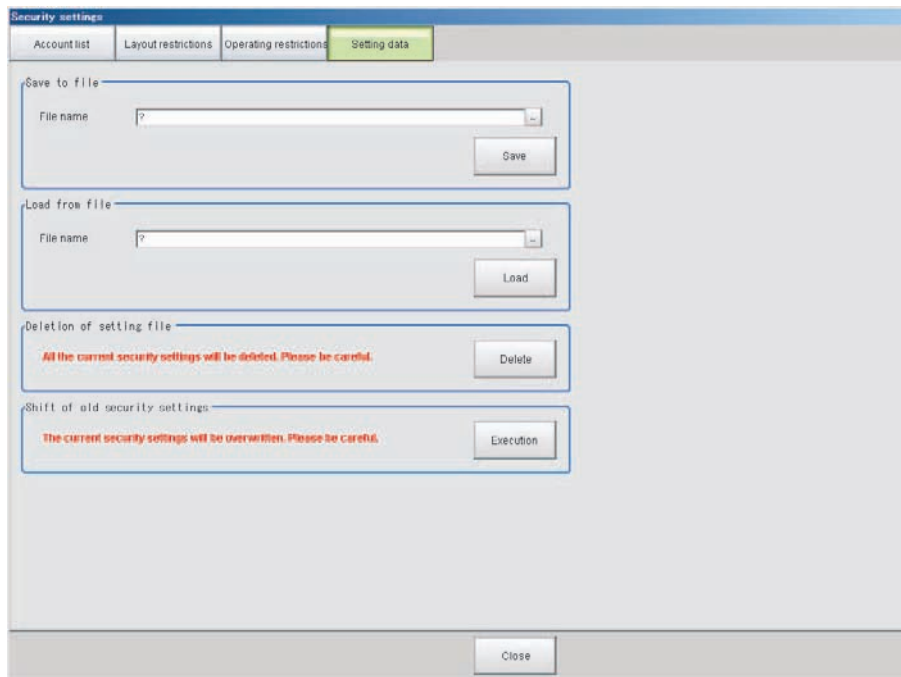 Security settings
Account list Layout restrictions Operating restrictions Setting data
Save to file
File name ? ...
Save
Load from file
File name ? ...
Load
Deletion of setting file
All the current security settings will be deleted. Please be careful.
Delete
Shift of old security settings
The current security settings will be overwritten. Please be careful.
Execution
Close